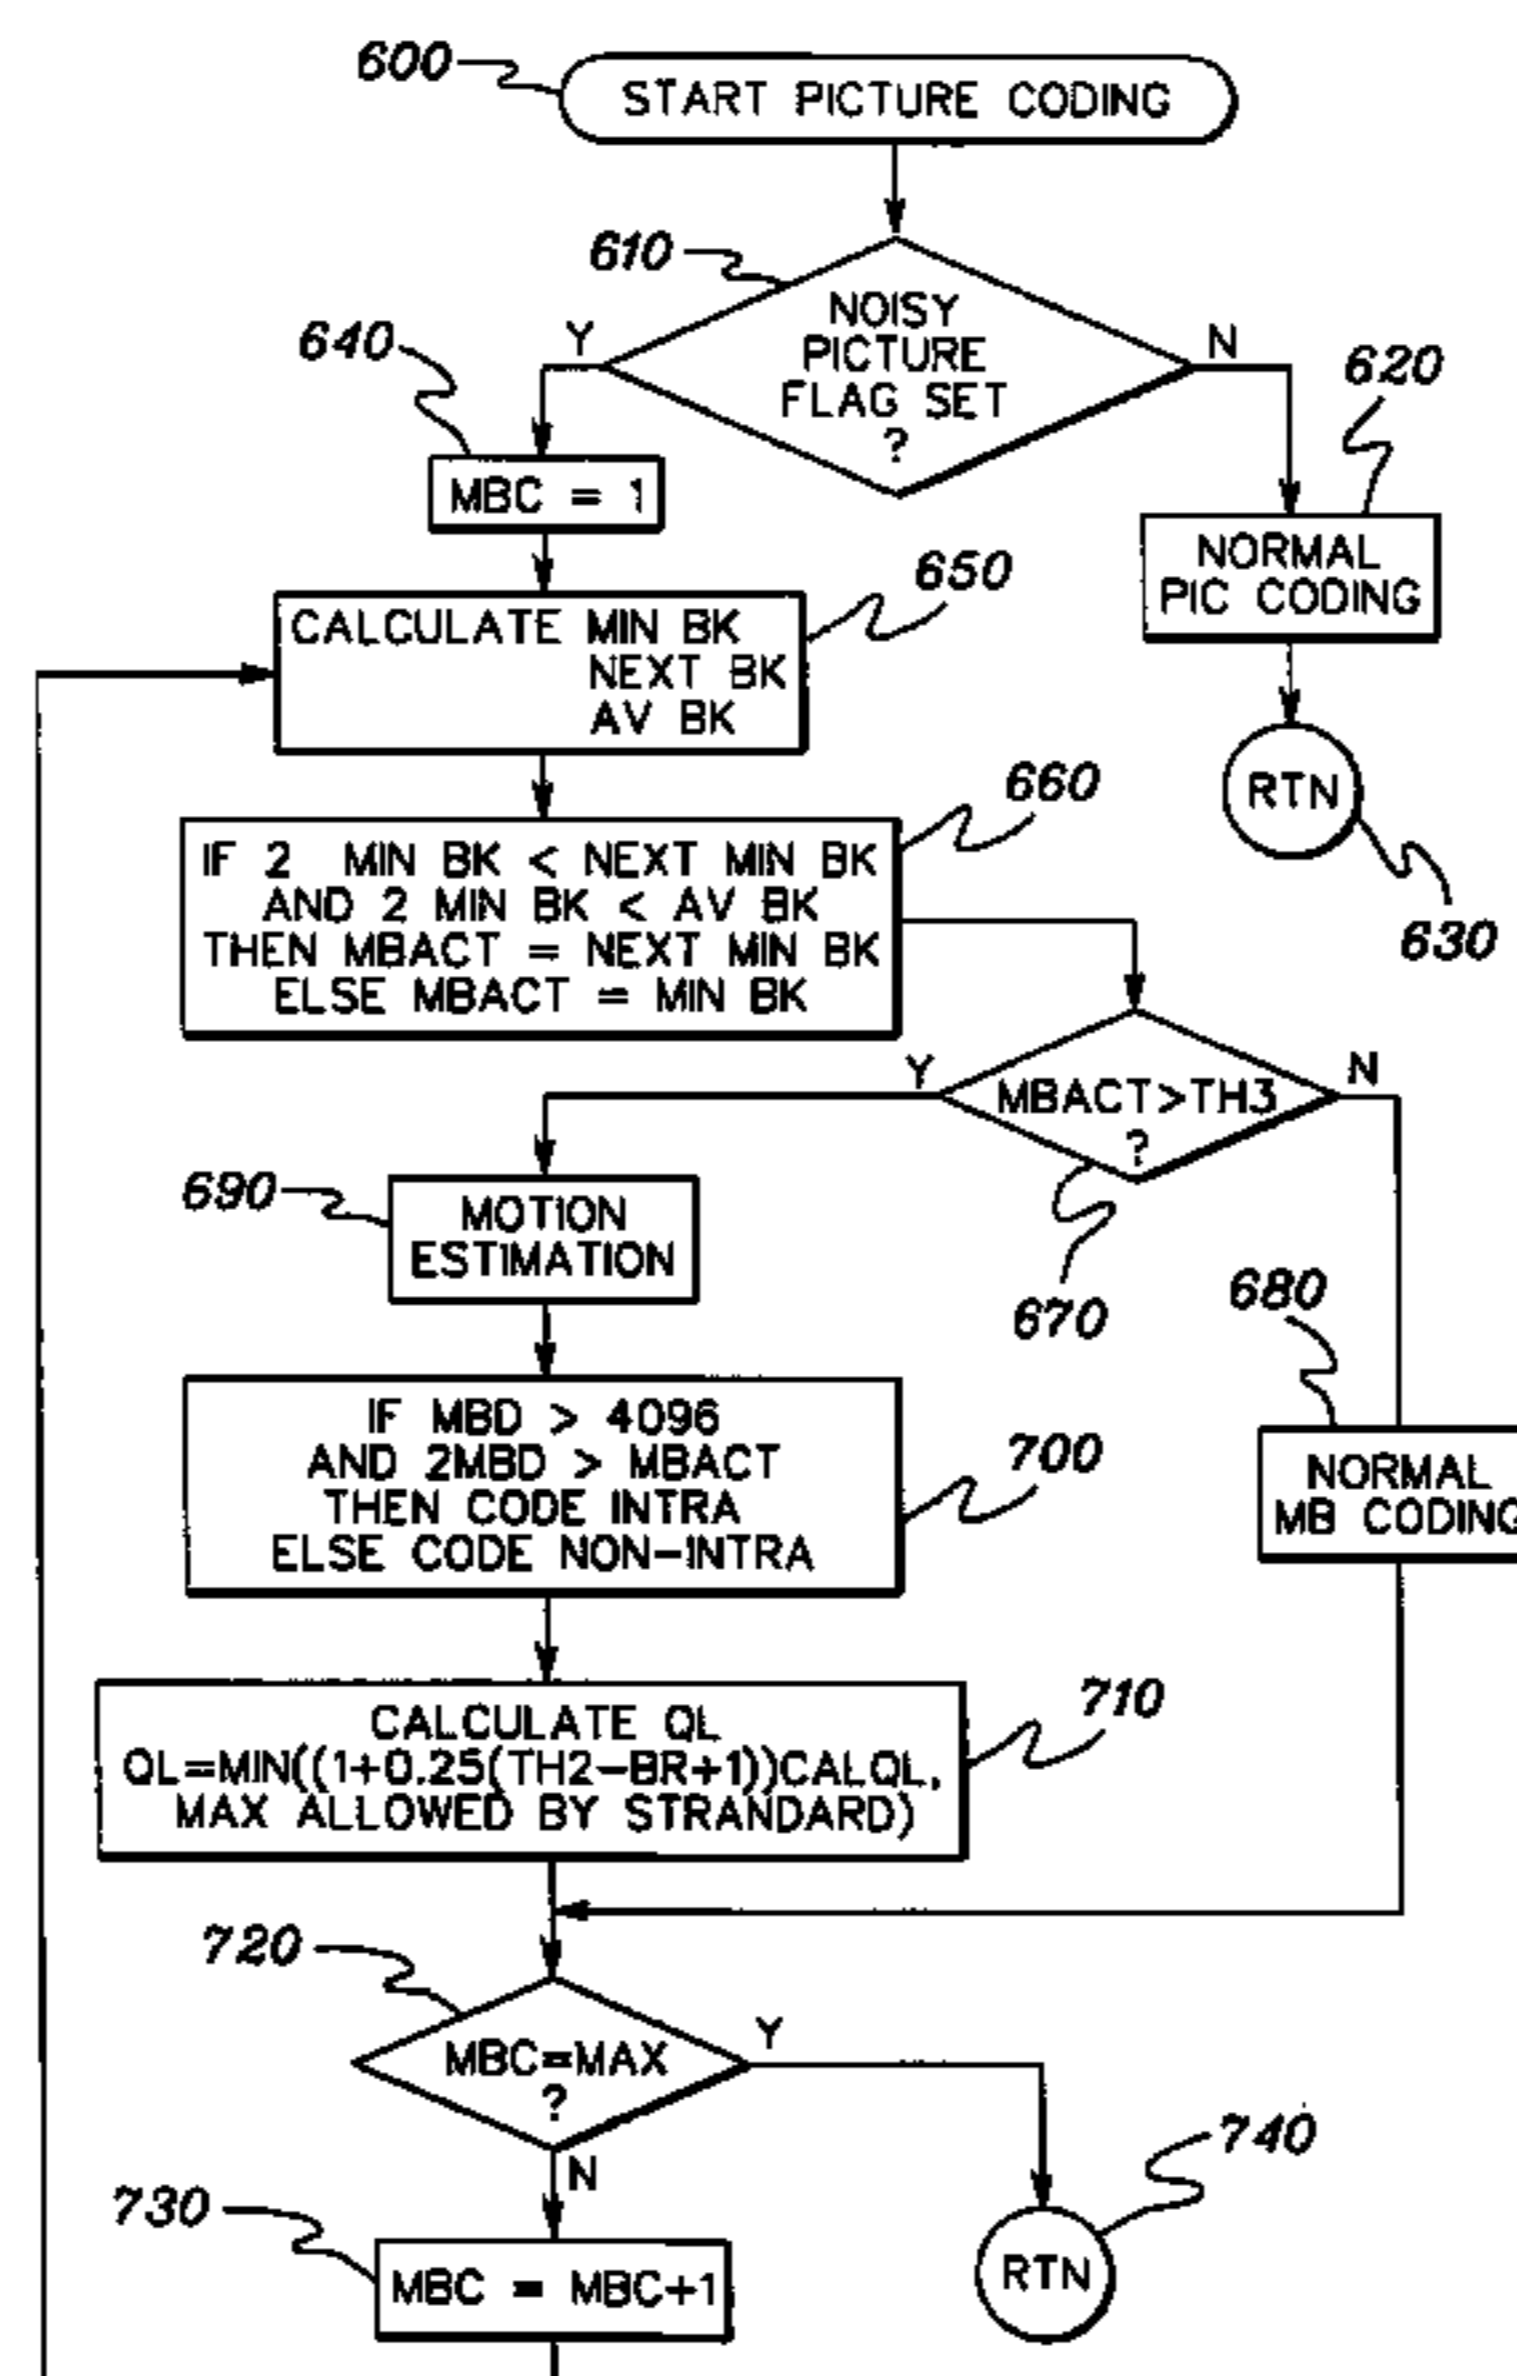 600
START PICTURE CODING
610
NOISY
PICTURE
FLAG SET
?
Y
N
640
620
MBC = 1
NORMAL
PIC CODING
650
CALCULATE MIN BK
NEXT BK
AV BK
RTN
630
660
IF 2 MIN BK < NEXT MIN BK
AND 2 MIN BK < AV BK
THEN MBACT = NEXT MIN BK
ELSE MBACT = MIN BK
Y
MBACT>TH3
?
N
670
690
MOTION
ESTIMATION
680
NORMAL
MB CODING
IF MBD > 4096
AND 2MBD > MBACT
THEN CODE INTRA
ELSE CODE NON-INTRA
700
710
CALCULATE QL
QL=MIN((1+0.25(TH2-BR+1))CALQL,
MAX ALLOWED BY STRANDARD)
720
MBC=MAX
?
Y
N
740
RTN
730
MBC = MBC+1